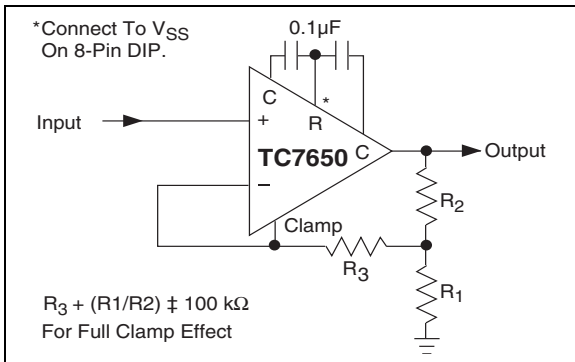 *Connect To VSS
On 8-Pin DIP.
0.1µF
C
R
*
C
Input
+
TC7650
−
Output
Clamp
R2
R3
R1
R3 + (R1/R2) ‡ 100 kΩ
For Full Clamp Effect